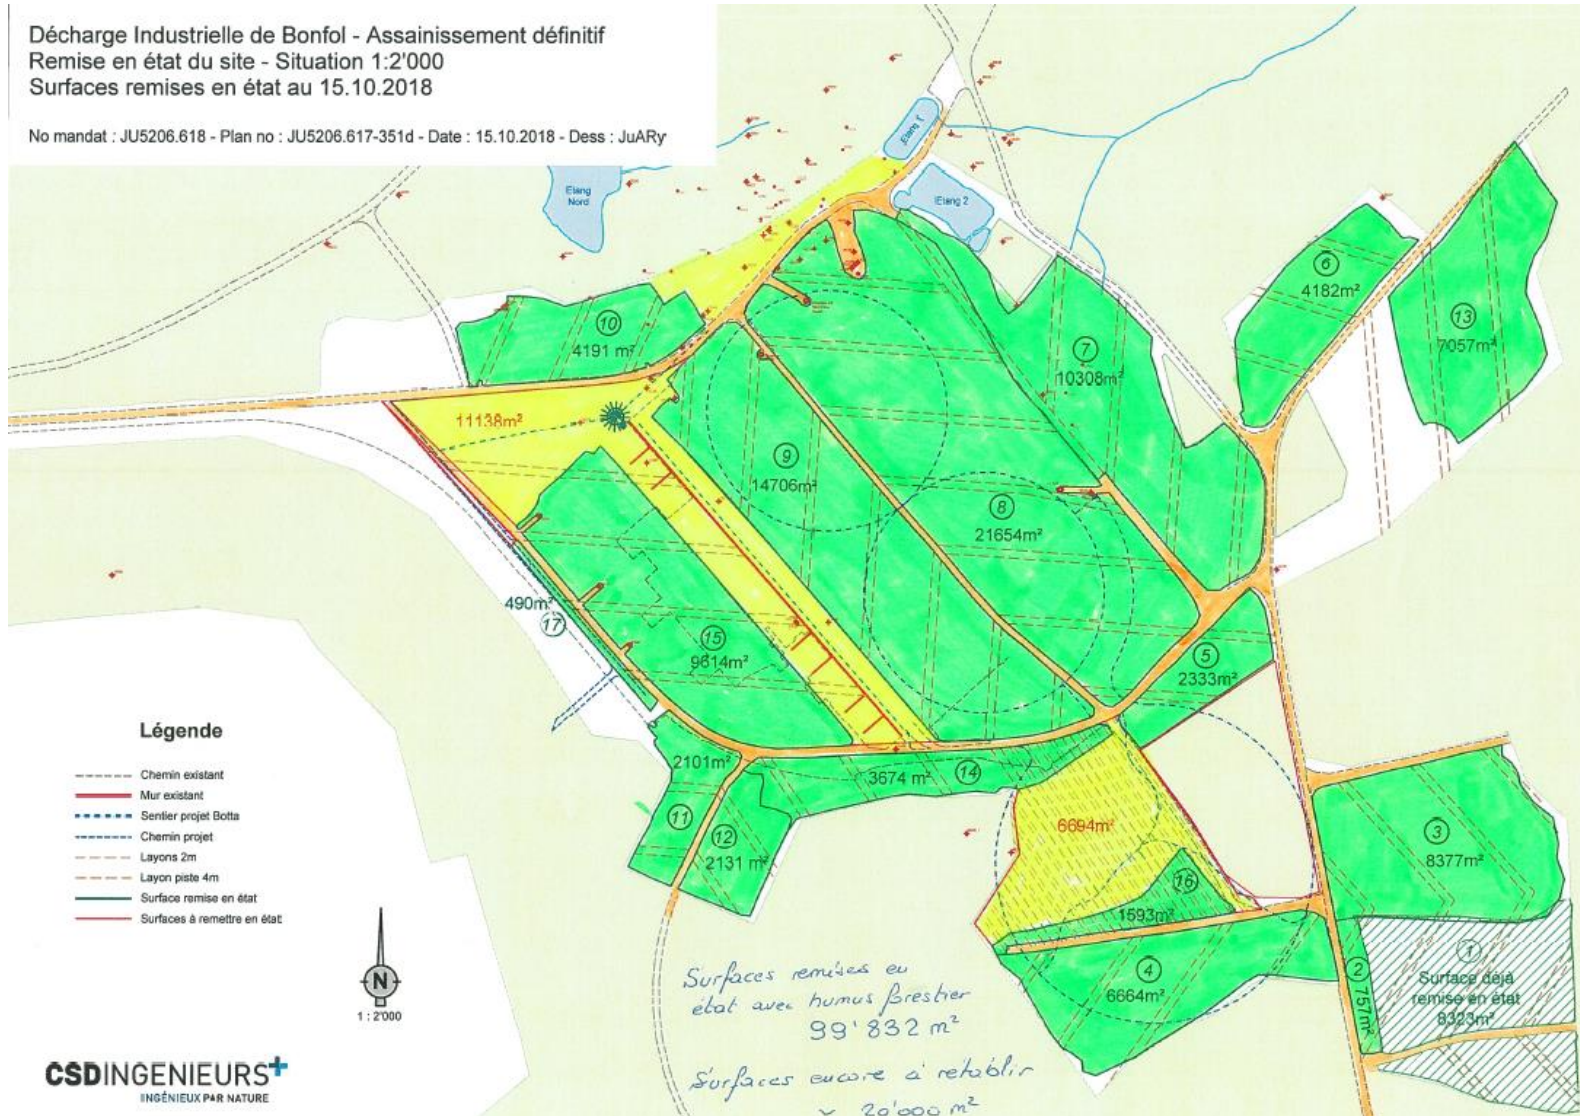 Décharge Industrielle de Bonfol - Assainissement définitif
Remise en état du site - Situation 1:2'000
Surfaces remises en état au 15.10.2018
No mandat : JU5206.618 - Plan no : JU5206.617-351d - Date : 15.10.2018 - Dess : JuARy
Etang 1
Etang
Nord
Etang 2
6
4182m²
10
4191 m²
13
7057m²
7
10308m²
11138m²
9
14706m²
8
21654m²
490m²
17
15
9614m²
5
2333m²
Légende
Chemin existant
Mur existant
Sentier projet Botta
Chemin projet
Layons 2m
Layon piste 4m
Surface remise en état
Surfaces à remettre en état
2101m²
3674 m²
14
11
12
2131 m²
6694m²
3
8377m²
16
1593m²
4
6664m²
2
757m²
1
Surface déjà
remise en état
8323m²
Surfaces remises en
état avec humus forestier
99'832 m²
Surfaces encore à rétablir
20'000 m²
N
1 : 2'000
CSDINGENIEURS+
INGÉNIEUX PAR NATURE